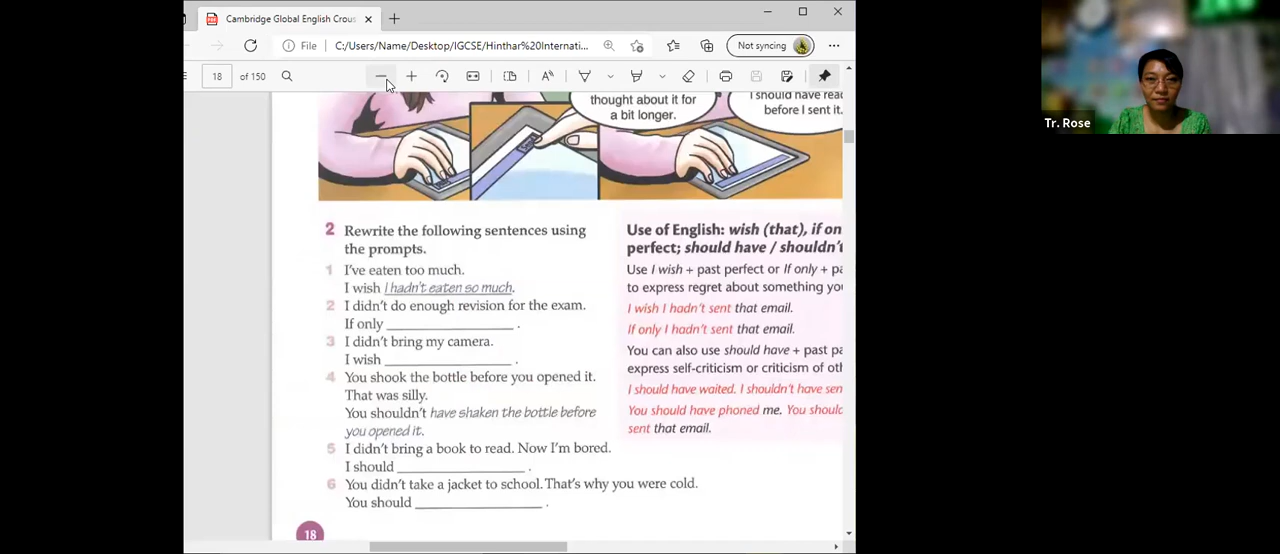 Cambridge Global English Crous
File
C:/Users/Name/Desktop/IGCSE/Hinthar%20Internati...
Not syncing
18 of 150
thought about it for
a bit longer.
I should have read
before I sent it.
2 Rewrite the following sentences using
the prompts.
1 I've eaten too much.
I wish I hadn't eaten so much.
2 I didn't do enough revision for the exam.
If only ______________ .
3 I didn't bring my camera.
I wish ______________ .
4 You shook the bottle before you opened it.
That was silly.
You shouldn't have shaken the bottle before
you opened it.
5 I didn't bring a book to read. Now I'm bored.
I should ______________ .
6 You didn't take a jacket to school. That's why you were cold.
You should ______________ .
18
Use of English: wish (that), if on
perfect; should have / shouldn't
Use I wish + past perfect or If only + pa
to express regret about something you
I wish I hadn't sent that email.
If only I hadn't sent that email.
You can also use should have + past pa
express self-criticism or criticism of oth
I should have waited. I shouldn't have sen
You should have phoned me. You should
sent that email.
Tr. Rose